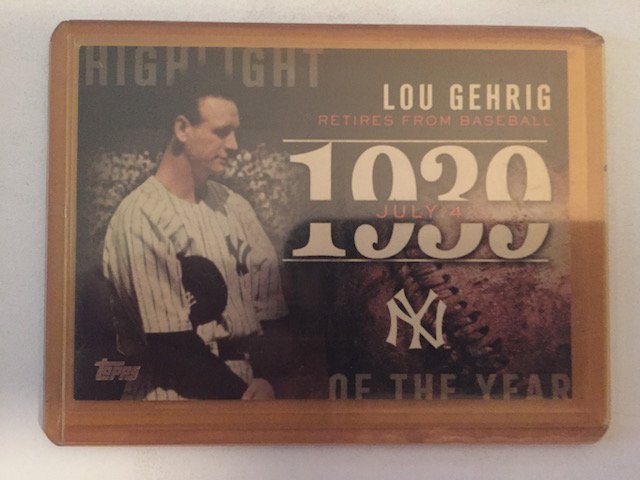 HIGHLIGHT
LOU GEHRIG
RETIRES FROM BASEBALL
1939
JULY 4
NY
Topps
OF THE YEAR